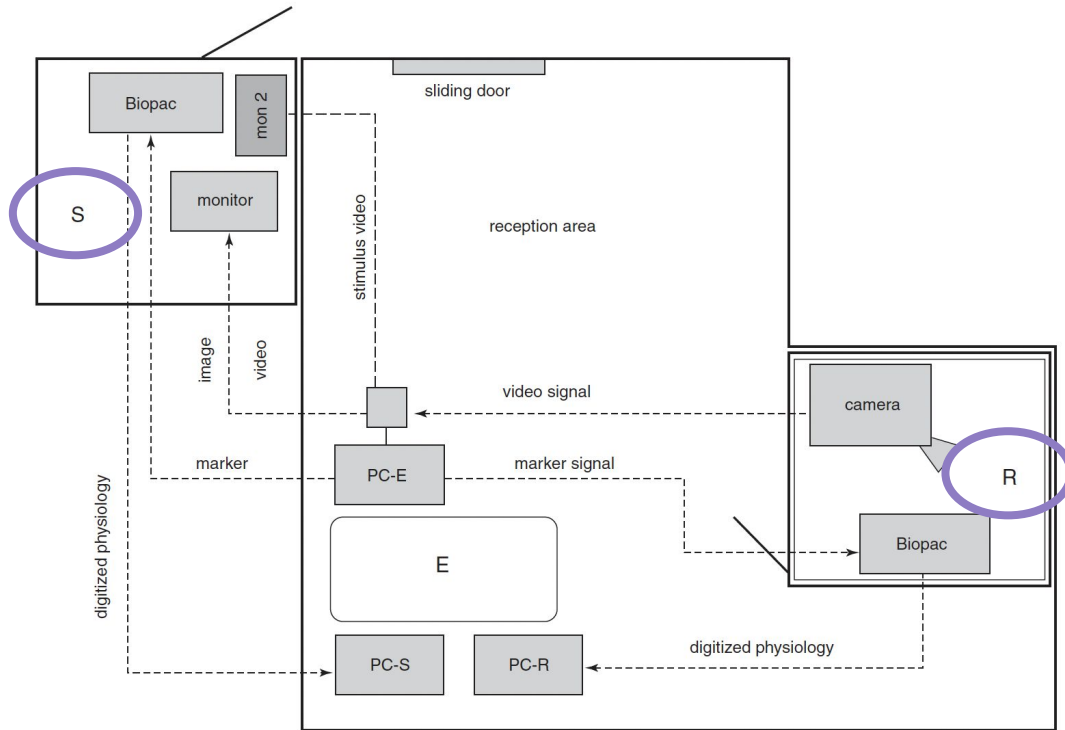 sliding door
Biopac
mon 2
S
monitor
reception area
stimulus video
image
video
video signal
camera
marker
PC-E
marker signal
R
Biopac
E
digitized physiology
PC-S
PC-R
digitized physiology